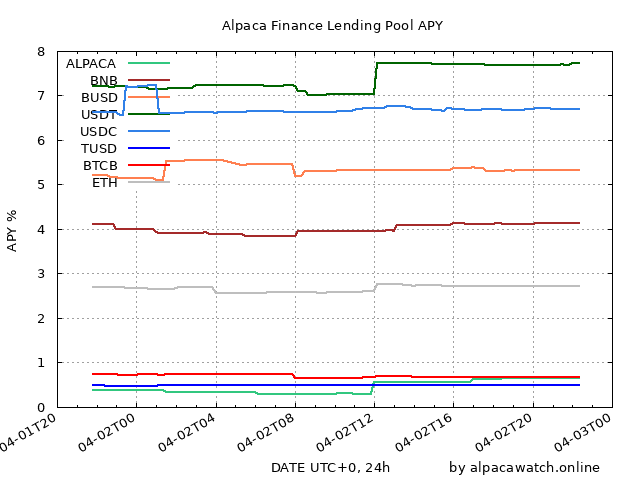 Alpaca Finance Lending Pool APY
ALPACA
BNB
BUSD
USDT
USDC
TUSD
BTCB
ETH
APY %
8
7
6
5
4
3
2
1
0
04-01T20
04-02T00
04-02T04
04-02T08
04-02T12
04-02T16
04-02T20
04-03T00
DATE UTC+0, 24h
by alpacawatch.online